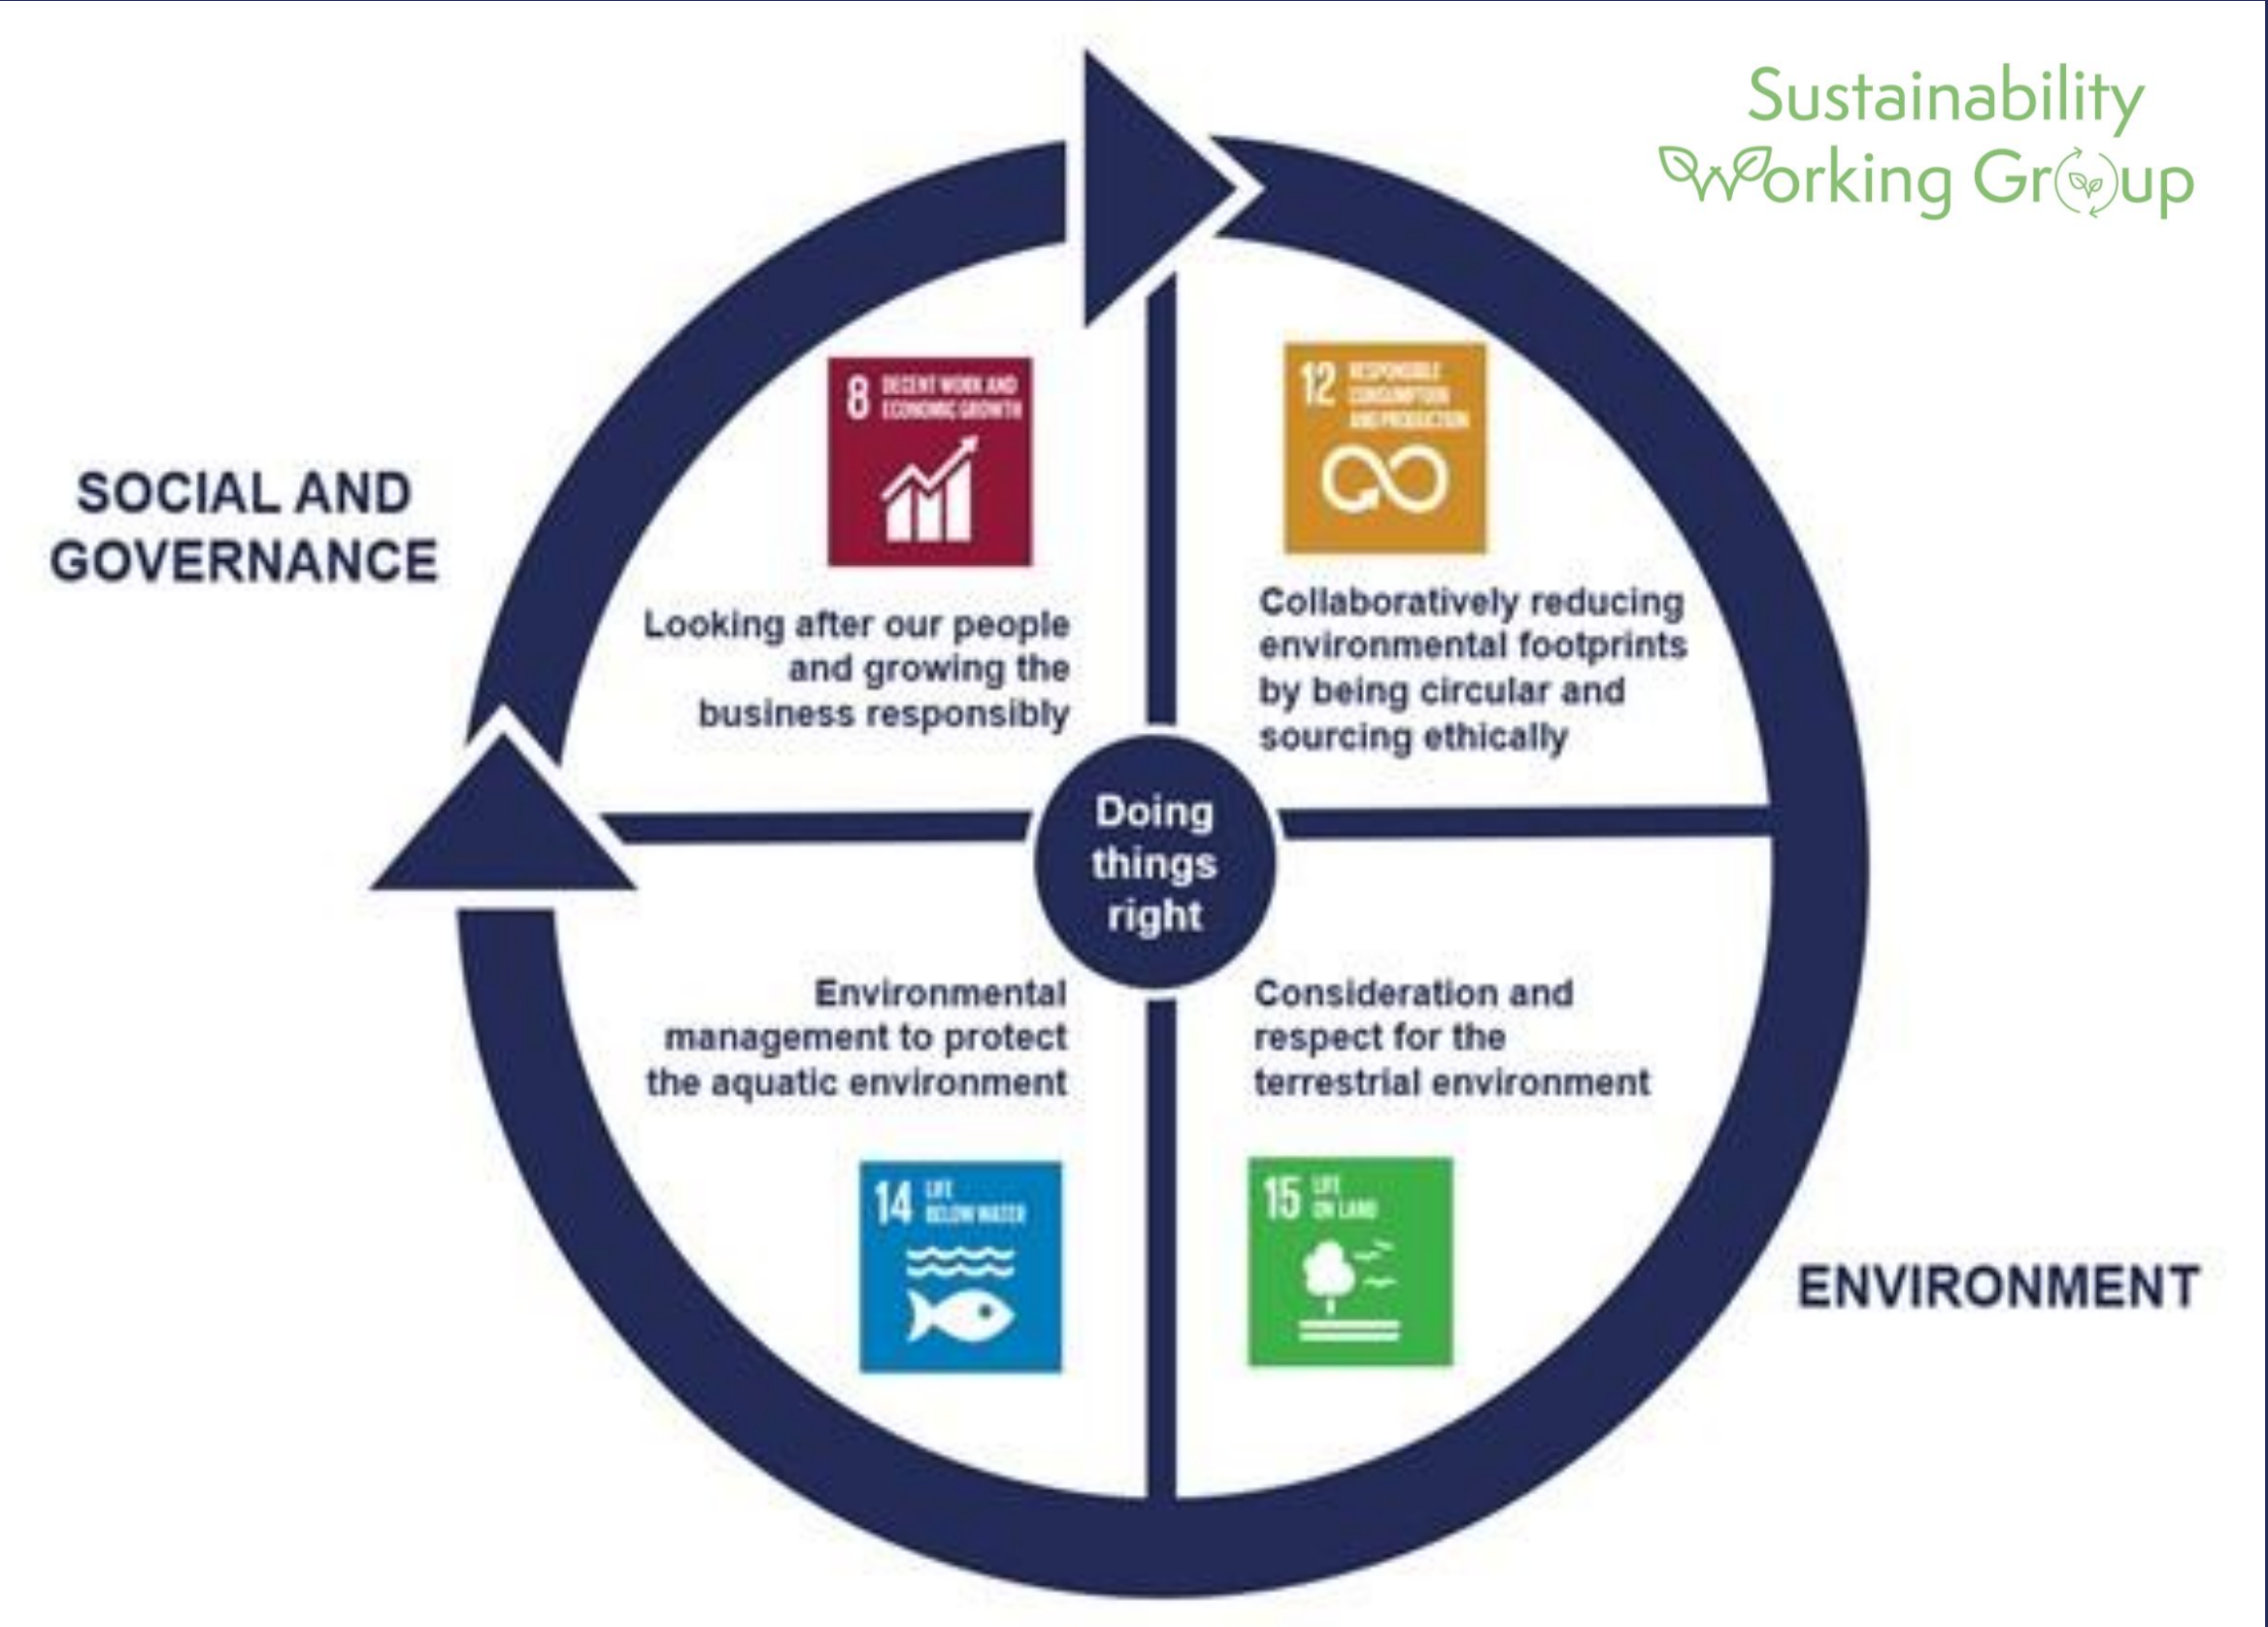 Sustainability
Working Group
SOCIAL AND
GOVERNANCE
8 DECENT WORK AND
ECONOMIC GROWTH
Looking after our people
and growing the
business responsibly
12 RESPONSIBLE
CONSUMPTION
AND PRODUCTION
Collaboratively reducing
environmental footprints
by being circular and
sourcing ethically
Doing
things
right
Environmental
management to protect
the aquatic environment
14 LIFE
BELOW WATER
Consideration and
respect for the
terrestrial environment
15 LIFE
ON LAND
ENVIRONMENT